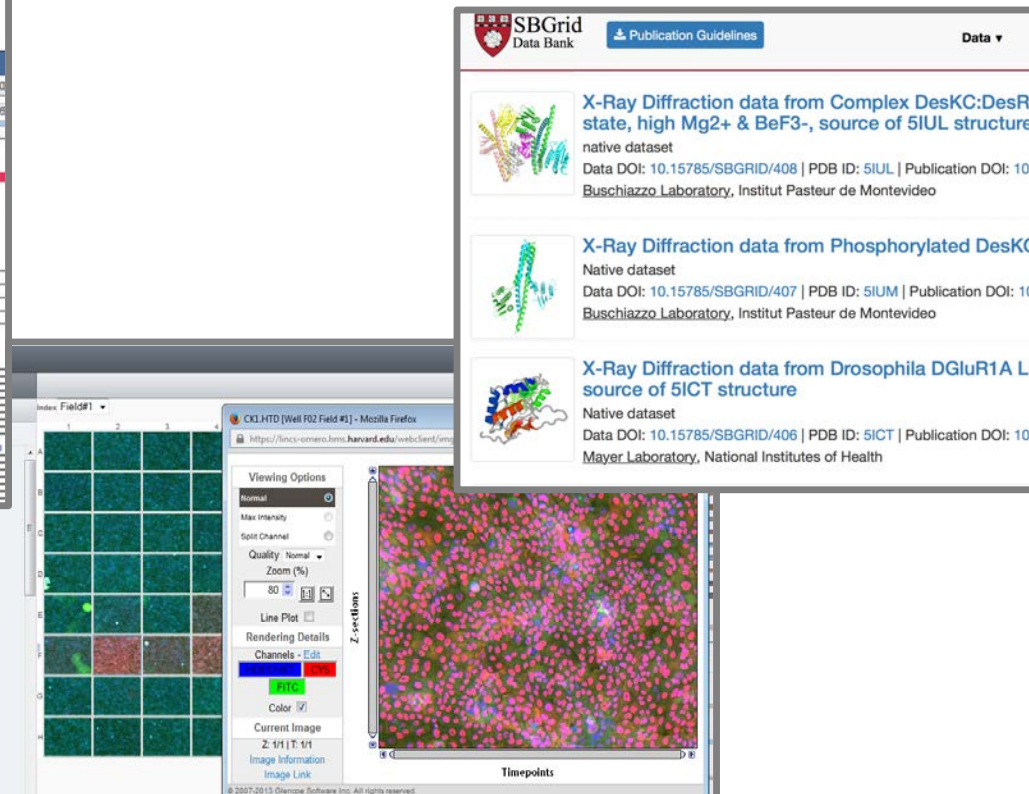 SBGrid
Data Bank
Publication Guidelines
Data ▾
X-Ray Diffraction data from Complex DesKC:DesR
state, high Mg2+ & BeF3-, source of 5IUL structure
native dataset
Data DOI: 10.15785/SBGRID/408 | PDB ID: 5IUL | Publication DOI: 10
Buschiazzo Laboratory, Institut Pasteur de Montevideo
X-Ray Diffraction data from Phosphorylated DesKC
Native dataset
Data DOI: 10.15785/SBGRID/407 | PDB ID: 5IUM | Publication DOI: 10
Buschiazzo Laboratory, Institut Pasteur de Montevideo
X-Ray Diffraction data from Drosophila DGluR1A L
source of 5ICT structure
Native dataset
Data DOI: 10.15785/SBGRID/406 | PDB ID: 5ICT | Publication DOI: 10
Mayer Laboratory, National Institutes of Health
Index Field#1
1 2 3 4
A
B
C
D
E
F
G
H
CK1.HTD [Well F02 Field #1] - Mozilla Firefox
https://lincs-omero.hms.harvard.edu/webclient/img
Viewing Options
Normal
Max Intensity
Split Channel
Quality Normal
Zoom (%)
80
1:1
Line Plot
Rendering Details
Channels - Edit
CY5
FITC
Color
Current Image
Z: 1/1 | T: 1/1
Image Information
Image Link
Z-sections
Timepoints
© 2007-2013 Glencoe Software Inc. All rights reserved.